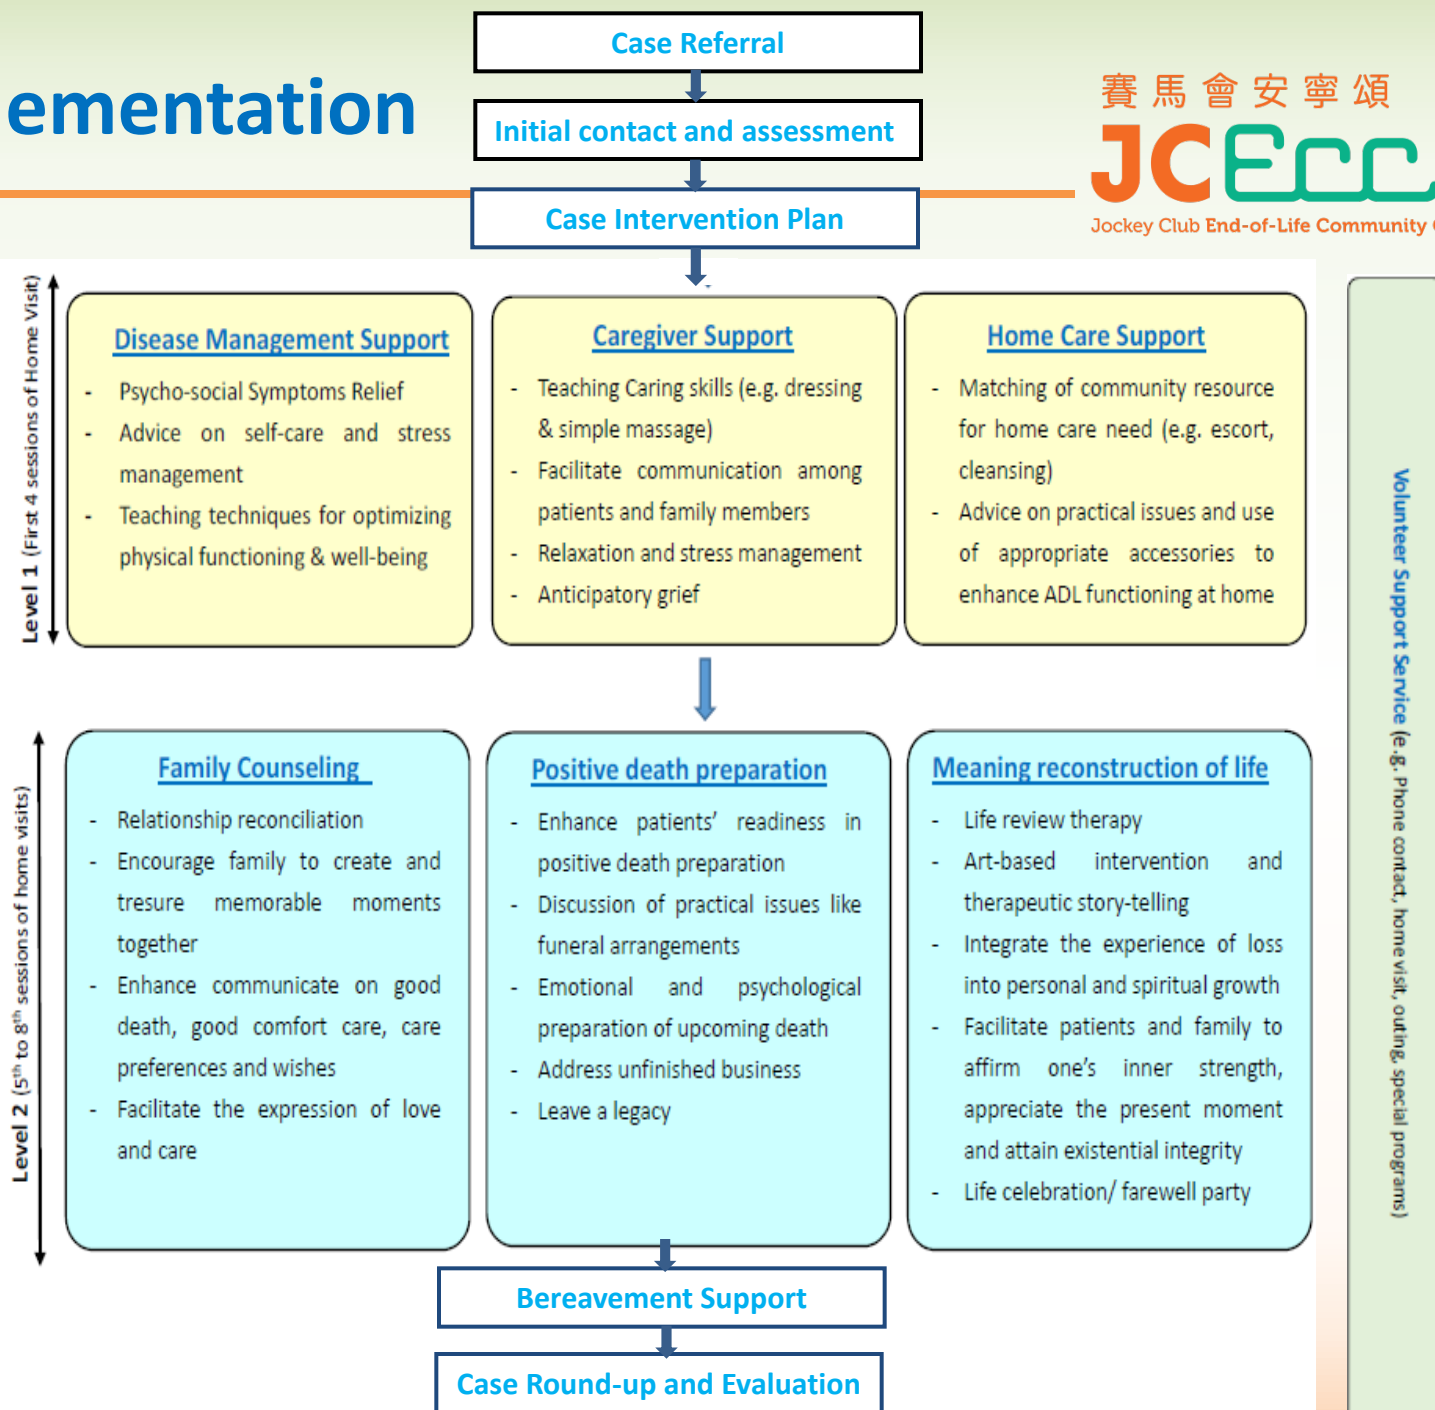 Case Referral
ementation
賽馬會安寧頌
JCECC
Initial contact and assessment
Jockey Club End-of-Life Community
Case Intervention Plan
Level 1 (First 4 sessions of Home Visit)
Disease Management Support
- Psycho-social Symptoms Relief
- Advice on self-care and stress
management
- Teaching techniques for optimizing
physical functioning & well-being
Caregiver Support
- Teaching Caring skills (e.g. dressing
& simple massage)
- Facilitate communication among
patients and family members
- Relaxation and stress management
- Anticipatory grief
Home Care Support
- Matching of community resource
for home care need (e.g. escort,
cleansing)
- Advice on practical issues and use
of appropriate accessories to
enhance ADL functioning at home
Level 2 (5th to 8th sessions of home visits)
Family Counseling
- Relationship reconciliation
- Encourage family to create and
tresure memorable moments
together
- Enhance communicate on good
death, good comfort care, care
preferences and wishes
- Facilitate the expression of love
and care
Positive death preparation
- Enhance patients' readiness in
positive death preparation
- Discussion of practical issues like
funeral arrangements
- Emotional and psychological
preparation of upcoming death
- Address unfinished business
- Leave a legacy
Meaning reconstruction of life
- Life review therapy
- Art-based intervention and
therapeutic story-telling
- Integrate the experience of loss
into personal and spiritual growth
- Facilitate patients and family to
affirm one's inner strength,
appreciate the present moment
and attain existential integrity
- Life celebration/ farewell party
Volunteer Support Service (e.g. Phone contact, home visit, outing, special programs)
Bereavement Support
Case Round-up and Evaluation